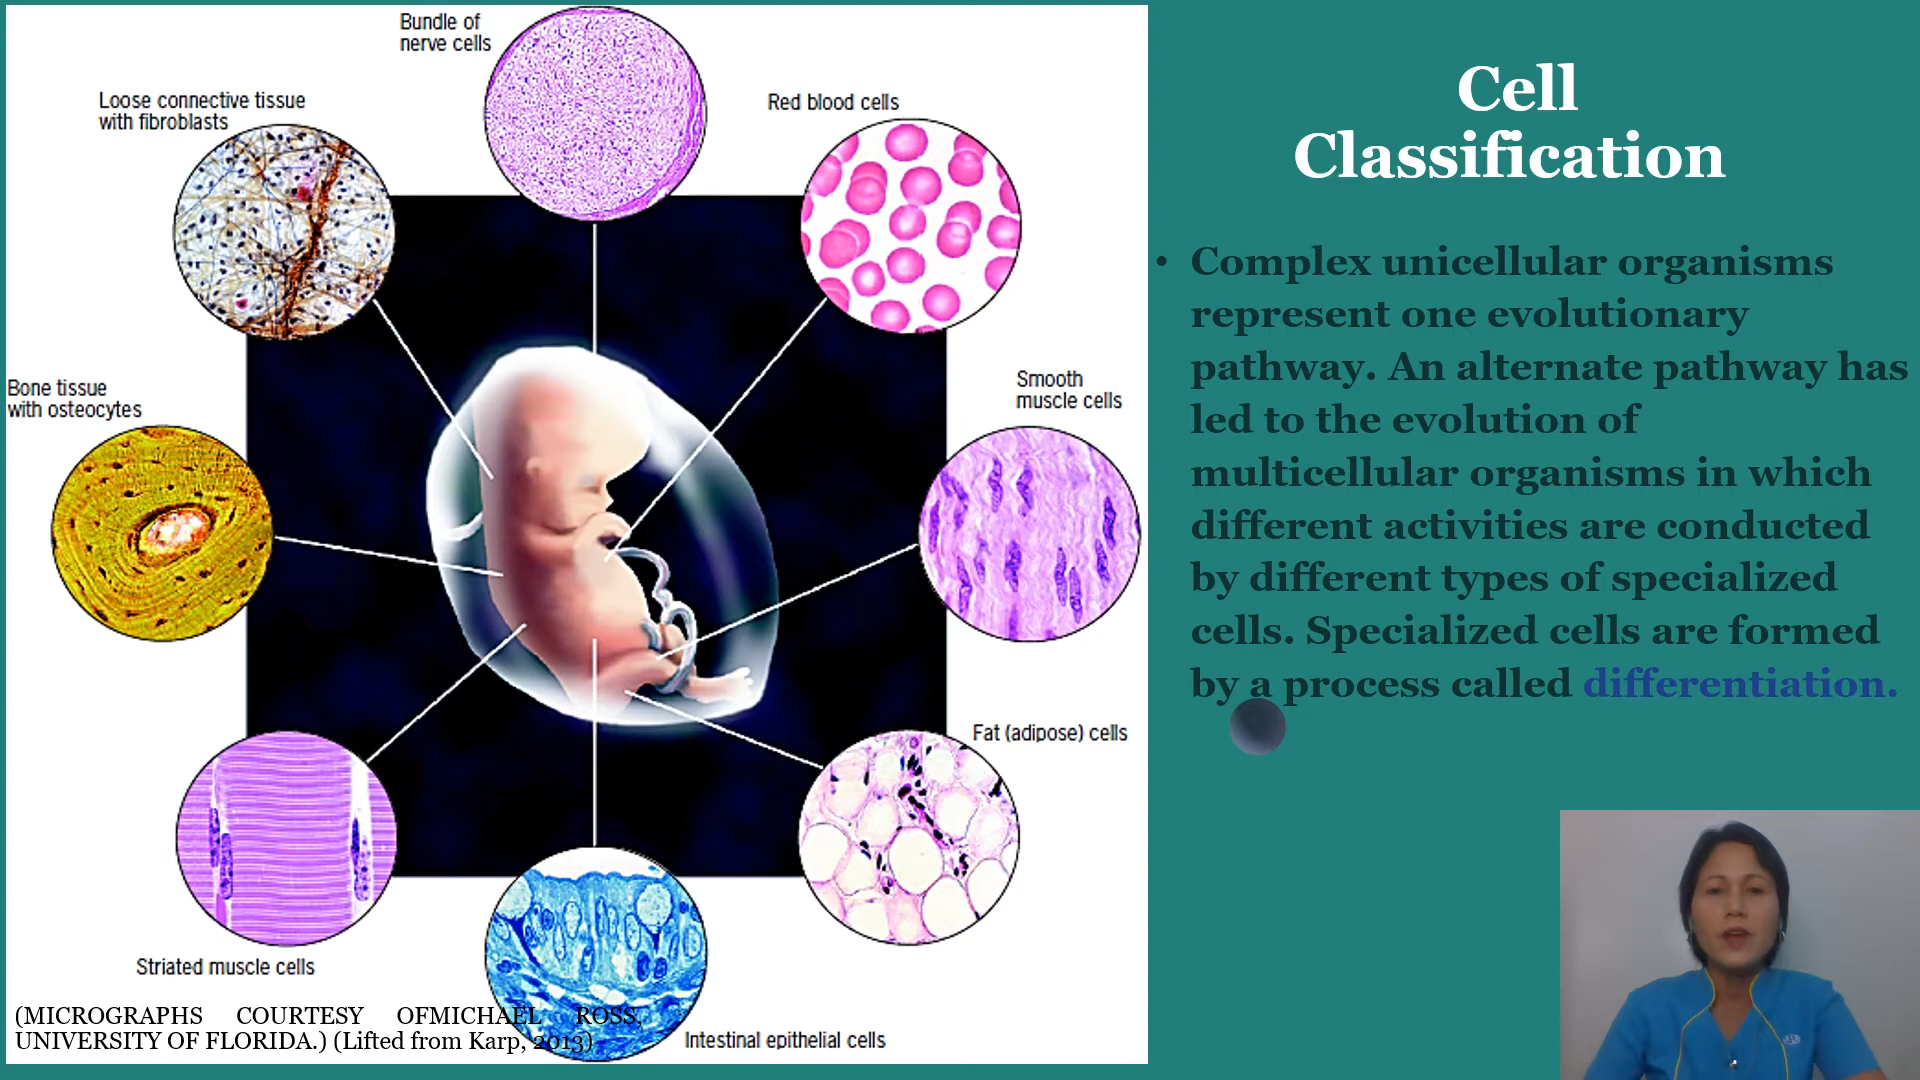 Bundle of
nerve cells
Loose connective tissue
with fibroblasts
Red blood cells
Bone tissue
with osteocytes
Smooth
muscle cells
Fat (adipose) cells
Striated muscle cells
Intestinal epithelial cells
(MICROGRAPHS COURTESY OFMICHAEL ROSS,
UNIVERSITY OF FLORIDA.) (Lifted from Karp, 2013)
Cell
Classification
• Complex unicellular organisms
represent one evolutionary
pathway. An alternate pathway has
led to the evolution of
multicellular organisms in which
different activities are conducted
by different types of specialized
cells. Specialized cells are formed
by a process called differentiation.